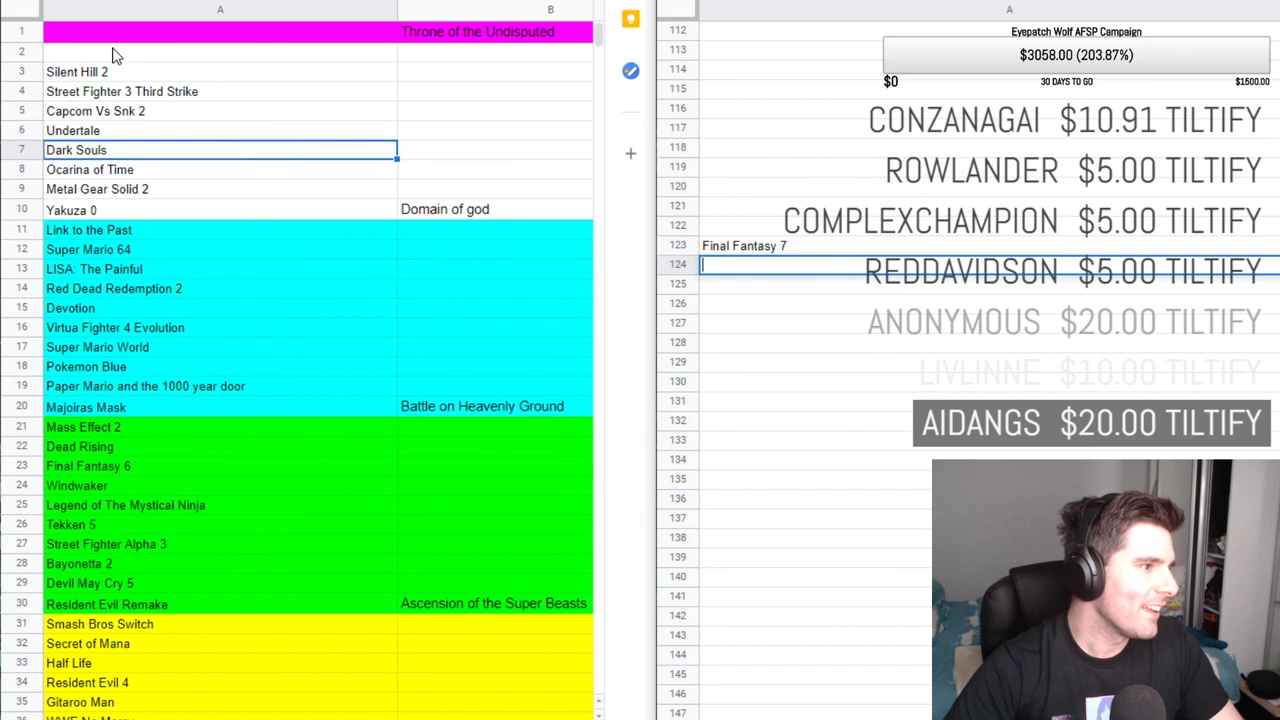 A B
1 Throne of the Undisputed
2
3 Silent Hill 2
4 Street Fighter 3 Third Strike
5 Capcom Vs Snk 2
6 Undertale
7 Dark Souls
8 Ocarina of Time
9 Metal Gear Solid 2
10 Yakuza 0 Domain of god
11 Link to the Past
12 Super Mario 64
13 LISA: The Painful
14 Red Dead Redemption 2
15 Devotion
16 Virtua Fighter 4 Evolution
17 Super Mario World
18 Pokemon Blue
19 Paper Mario and the 1000 year door
20 Majoiras Mask Battle on Heavenly Ground
21 Mass Effect 2
22 Dead Rising
23 Final Fantasy 6
24 Windwaker
25 Legend of The Mystical Ninja
26 Tekken 5
27 Street Fighter Alpha 3
28 Bayonetta 2
29 Devil May Cry 5
30 Resident Evil Remake Ascension of the Super Beasts
31 Smash Bros Switch
32 Secret of Mana
33 Half Life
34 Resident Evil 4
35 Gitaroo Man
A
112
113
114
115
116
117
118
119
120
121
122
123 Final Fantasy 7
124
125
126
127
128
129
130
131
132
133
134
135
136
137
138
139
140
141
142
143
144
145
146
147
Eyepatch Wolf AFSP Campaign
$3058.00 (203.87%)
$0 30 DAYS TO GO $1500.00
CONZANAGAI $10.91 TILTIFY
ROWLANDER $5.00 TILTIFY
COMPLEXCHAMPION $5.00 TILTIFY
REDDAVIDSON $5.00 TILTIFY
ANONYMOUS $20.00 TILTIFY
LIVLINNE $10.00 TILTIFY
AIDANGS $20.00 TILTIFY